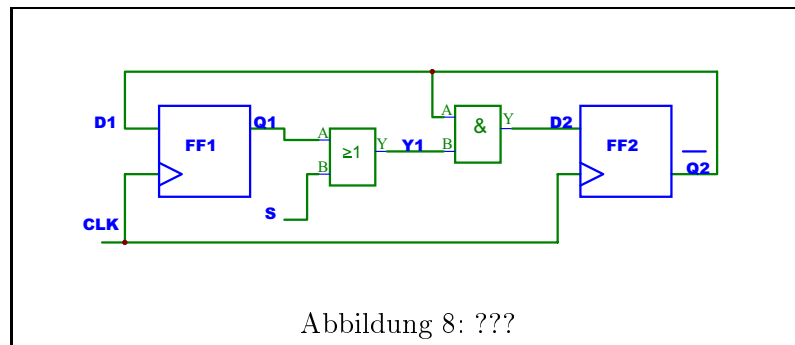 A
Y
D1
Q1
&
D2
FF1
A
FF2
≥1
Y
Y1
B
B
Q2
S
CLK
Abbildung 8: ???